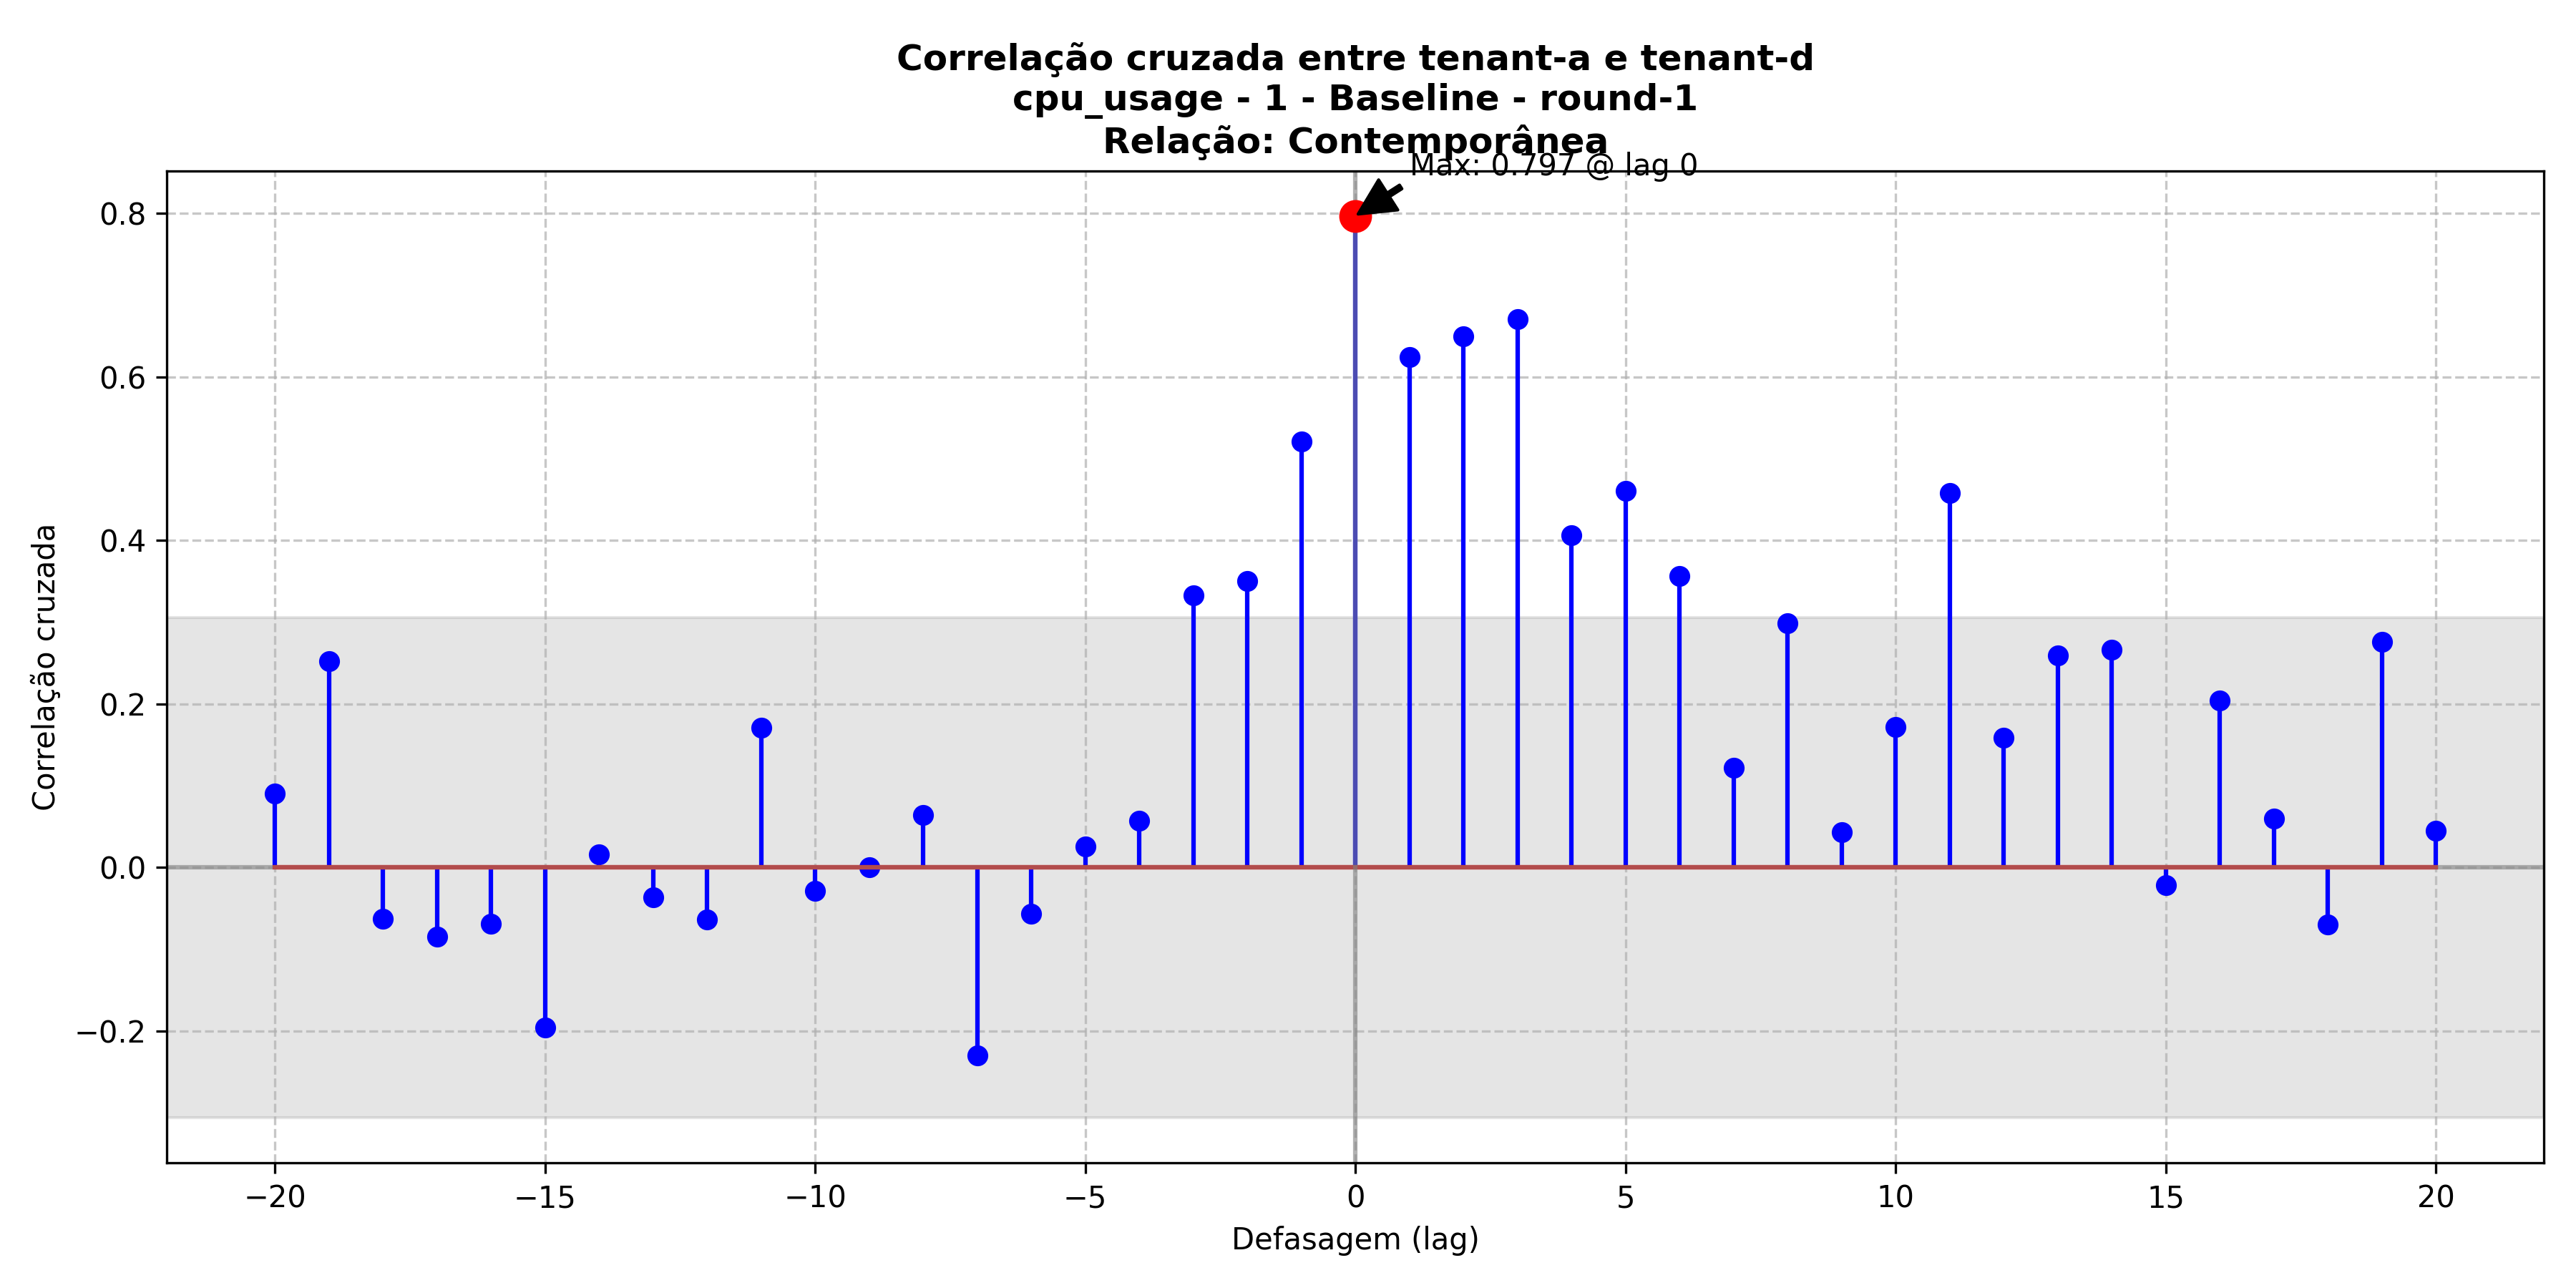 Correlação cruzada entre tenant-a e tenant-d
cpu_usage - 1 - Baseline - round-1
Relação: Contemporânea
Max: 0.797 @ lag 0
0.8
0.6
0.4
0.2
0.0
−0.2
Correlação cruzada
−20
−15
−10
−5
0
5
10
15
20
Defasagem (lag)